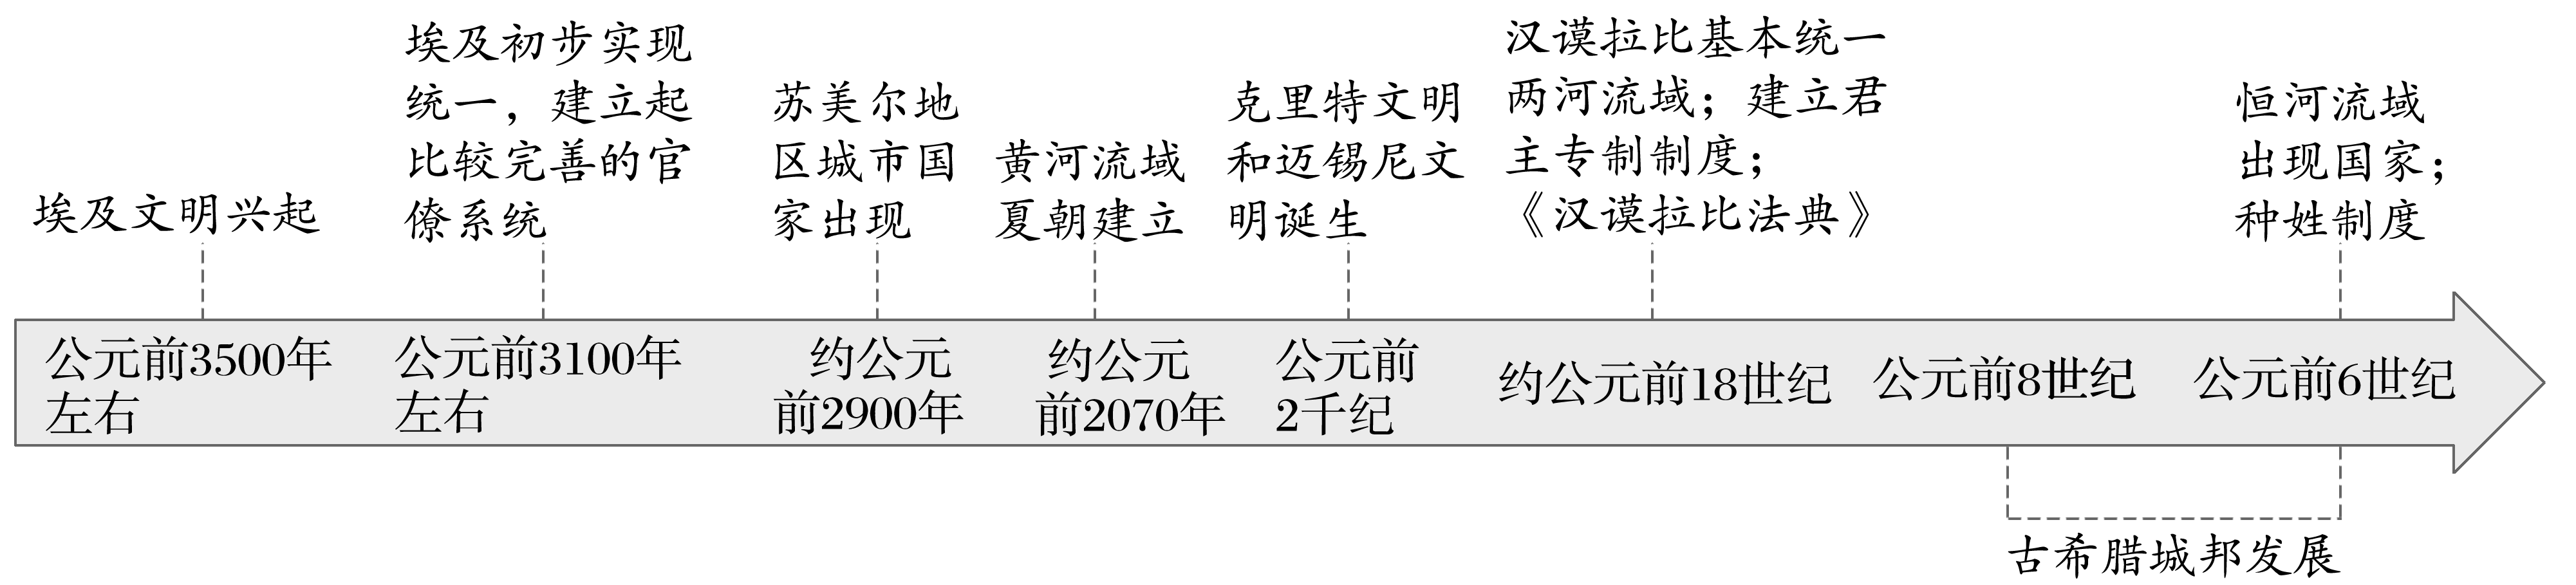 埃及文明兴起
埃及初步实现
统一，建立起
比较完善的官
僚系统
苏美尔地
区城市国
家出现
黄河流域
夏朝建立
克里特文明
和迈锡尼文
明诞生
汉谟拉比基本统一
两河流域；建立君
主专制制度；
《汉谟拉比法典》
恒河流域
出现国家；
种姓制度
公元前3500年
左右
公元前3100年
左右
约公元
前2900年
约公元
前2070年
公元前
2千纪
约公元前18世纪
公元前8世纪
公元前6世纪
古希腊城邦发展